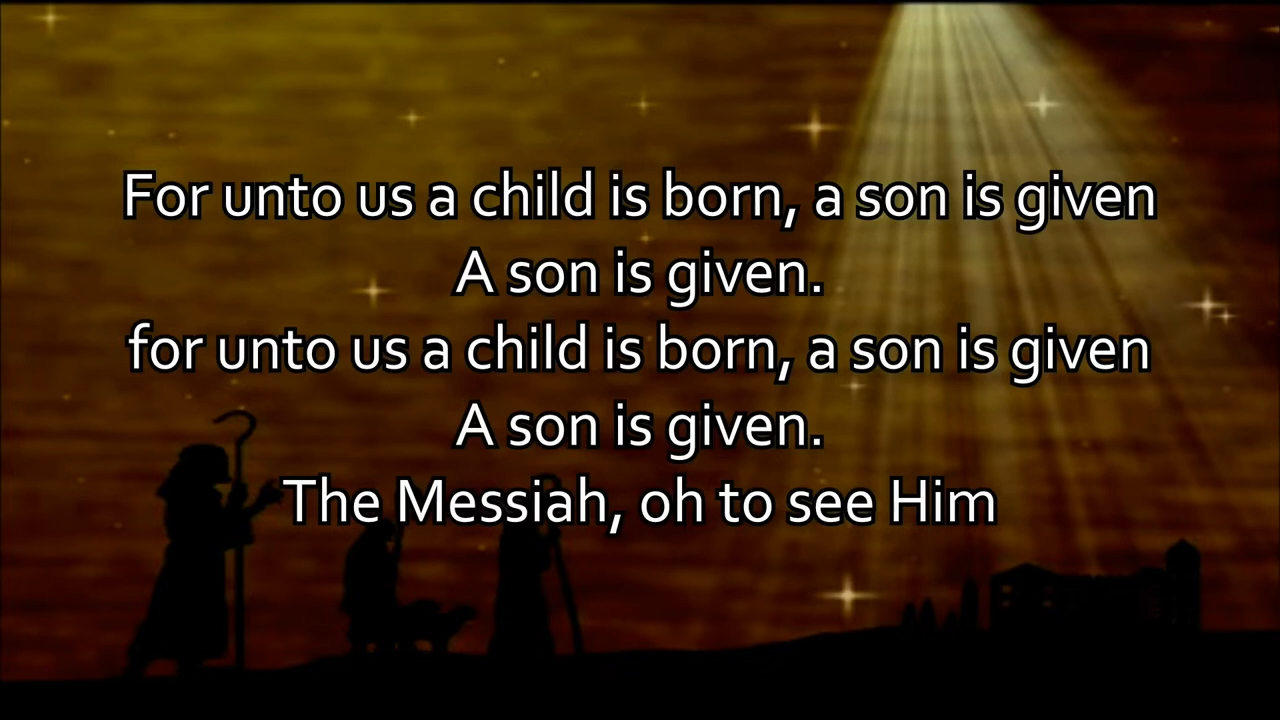 For unto us a child is born, a son is given
A son is given.
for unto us a child is born, a son is given
A son is given.
The Messiah, oh to see Him